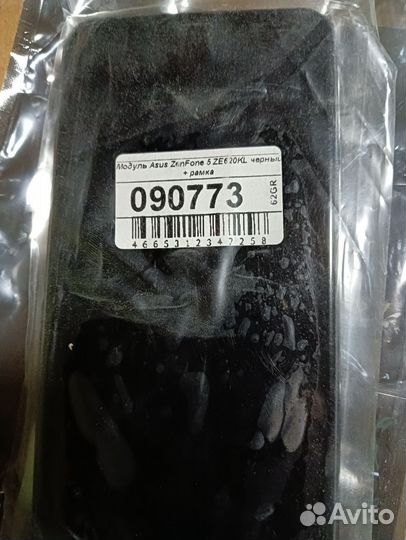 Модуль Asus ZenFone 5 ZE620KL черный
+ рамка
090773
62GR
4665312347258
Avito